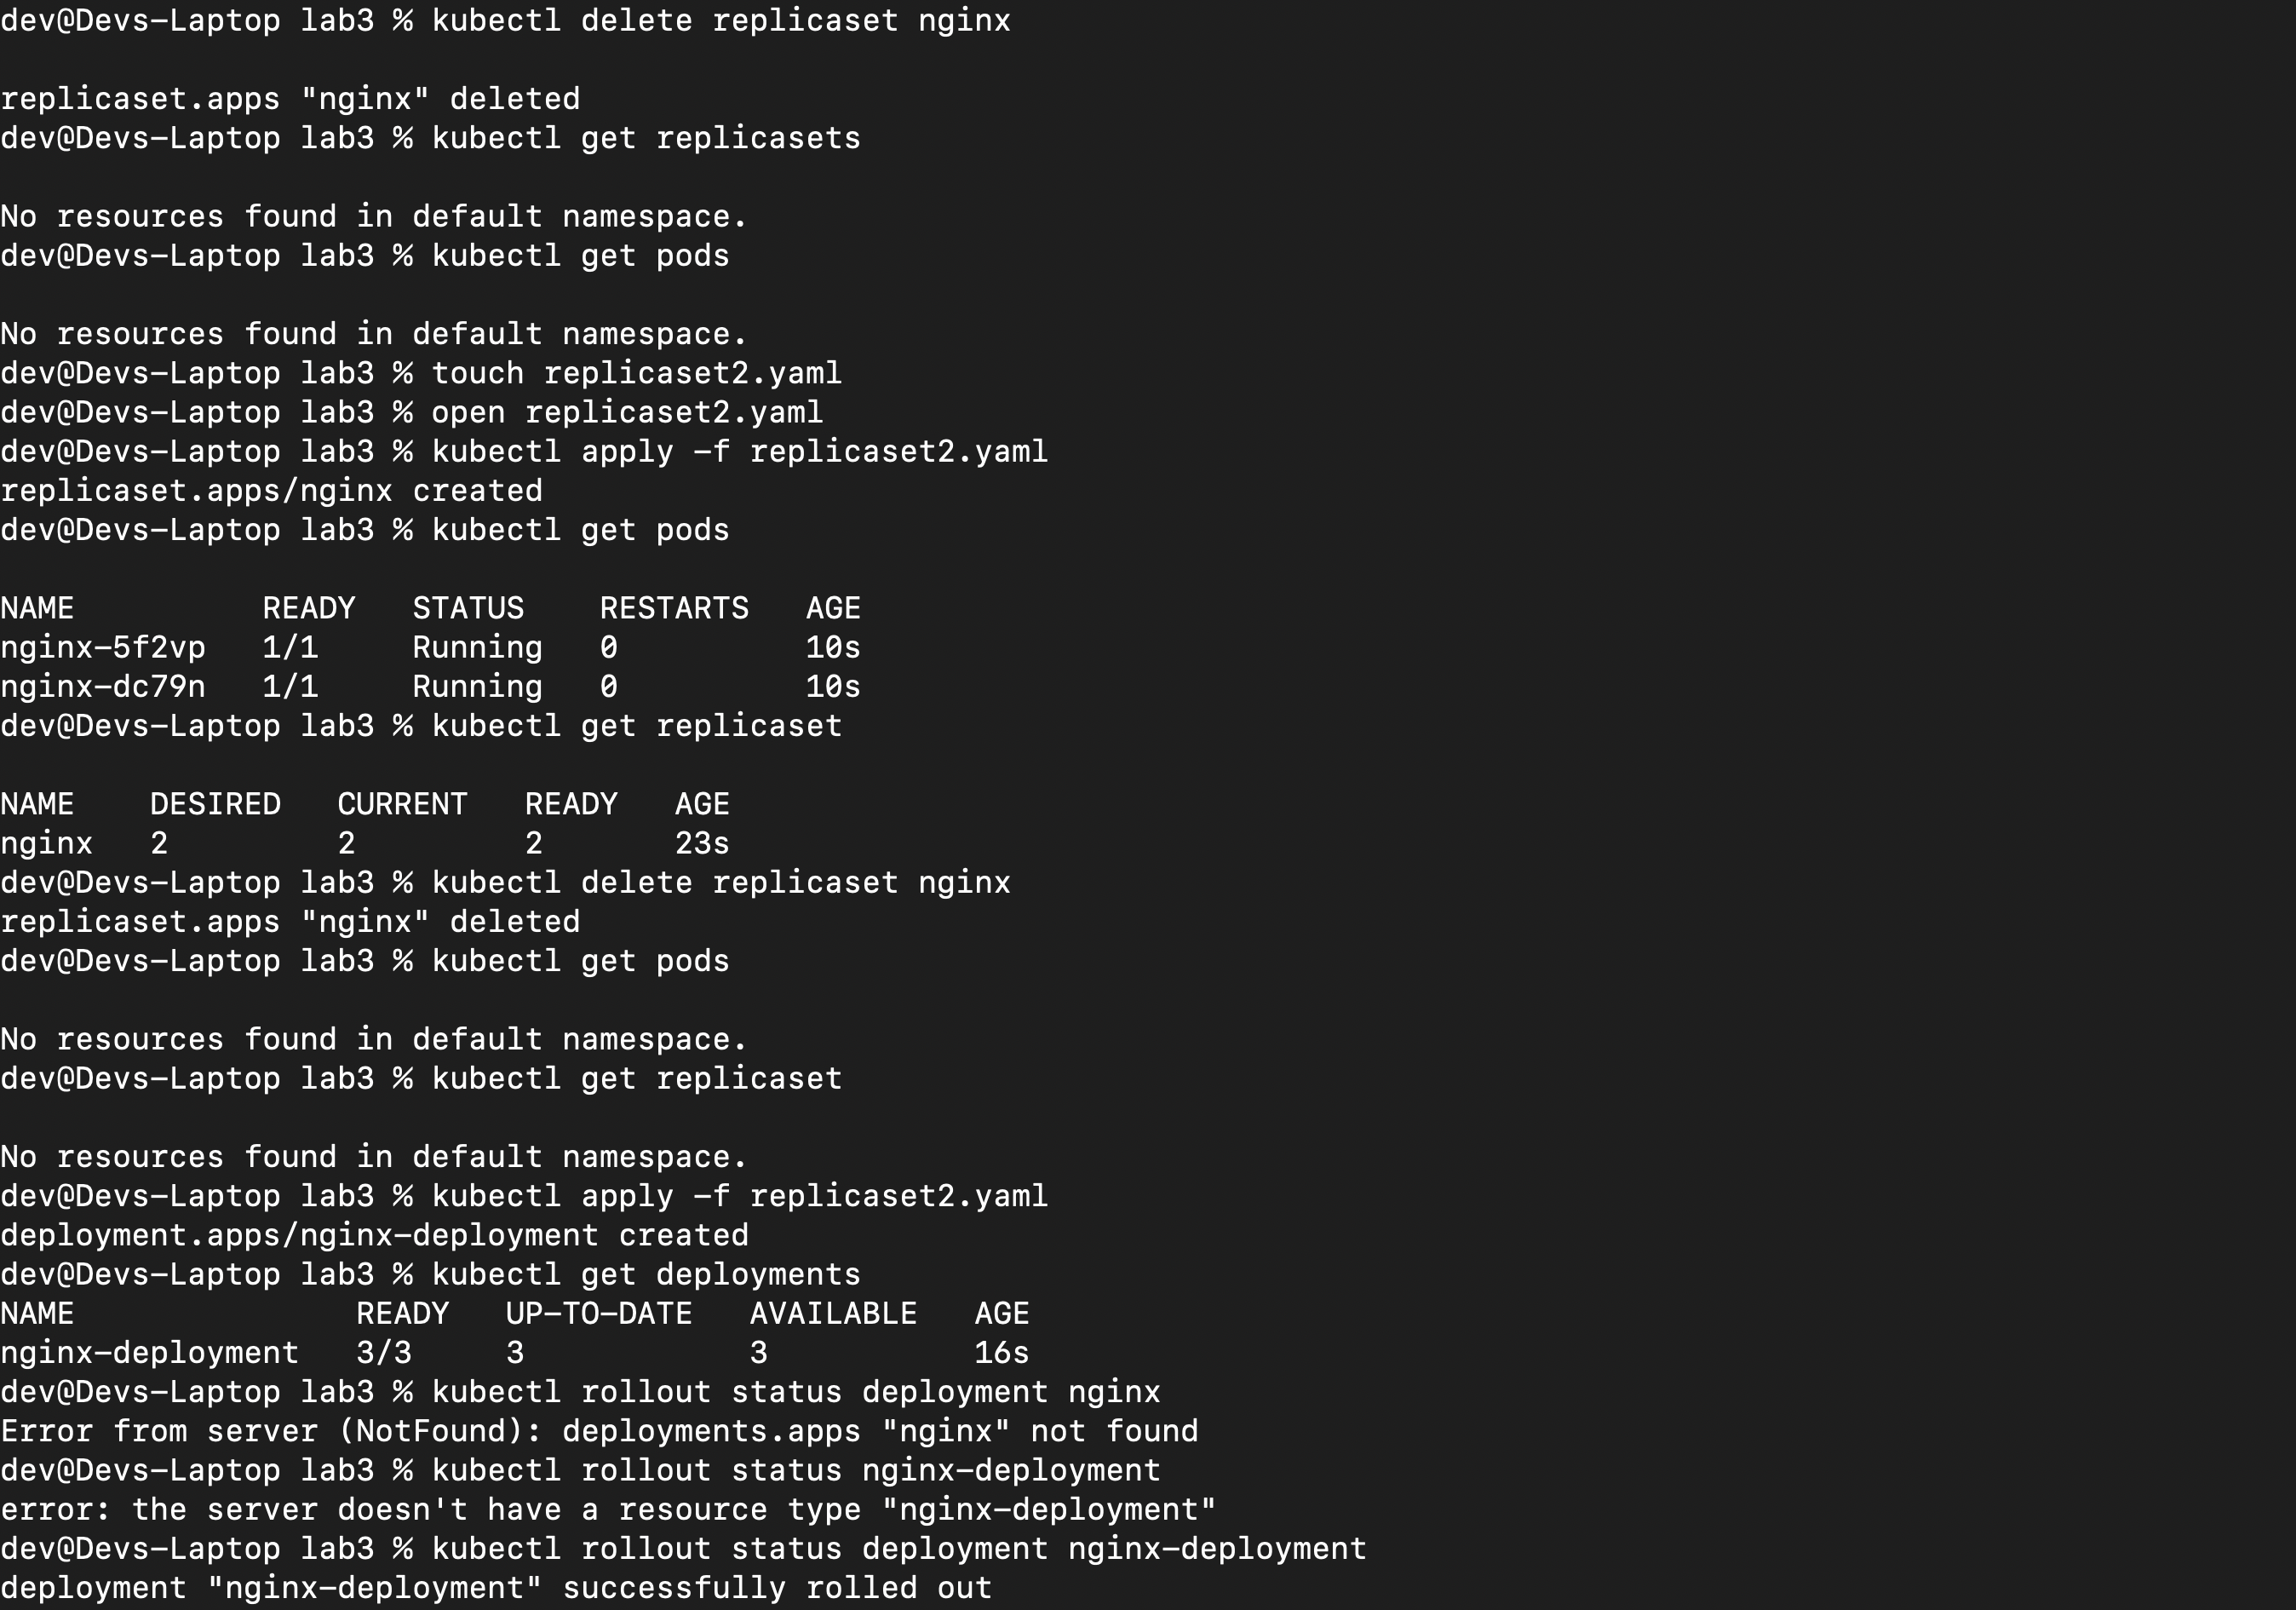 dev@Devs-Laptop lab3 % kubectl delete replicaset nginx
replicaset.apps "nginx" deleted
dev@Devs-Laptop lab3 % kubectl get replicasets
No resources found in default namespace.
dev@Devs-Laptop lab3 % kubectl get pods
No resources found in default namespace.
dev@Devs-Laptop lab3 % touch replicaset2.yaml
dev@Devs-Laptop lab3 % open replicaset2.yaml
dev@Devs-Laptop lab3 % kubectl apply -f replicaset2.yaml
replicaset.apps/nginx created
dev@Devs-Laptop lab3 % kubectl get pods
NAME          READY   STATUS    RESTARTS   AGE
nginx-5f2vp   1/1     Running   0          10s
nginx-dc79n   1/1     Running   0          10s
dev@Devs-Laptop lab3 % kubectl get replicaset
NAME    DESIRED   CURRENT   READY   AGE
nginx   2         2         2       23s
dev@Devs-Laptop lab3 % kubectl delete replicaset nginx
replicaset.apps "nginx" deleted
dev@Devs-Laptop lab3 % kubectl get pods
No resources found in default namespace.
dev@Devs-Laptop lab3 % kubectl get replicaset
No resources found in default namespace.
dev@Devs-Laptop lab3 % kubectl apply -f replicaset2.yaml
deployment.apps/nginx-deployment created
dev@Devs-Laptop lab3 % kubectl get deployments
NAME               READY   UP-TO-DATE   AVAILABLE   AGE
nginx-deployment   3/3     3            3           16s
dev@Devs-Laptop lab3 % kubectl rollout status deployment nginx
Error from server (NotFound): deployments.apps "nginx" not found
dev@Devs-Laptop lab3 % kubectl rollout status nginx-deployment
error: the server doesn't have a resource type "nginx-deployment"
dev@Devs-Laptop lab3 % kubectl rollout status deployment nginx-deployment
deployment "nginx-deployment" successfully rolled out